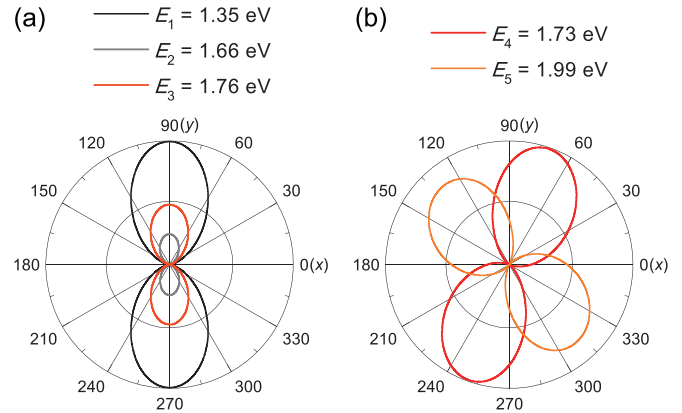 (a)
E1 = 1.35 eV
E2 = 1.66 eV
E3 = 1.76 eV
90(y)
60
30
0(x)
330
300
270
240
210
180
150
120
(b)
E4 = 1.73 eV
E5 = 1.99 eV
90(y)
60
30
0(x)
330
300
270
240
210
180
150
120